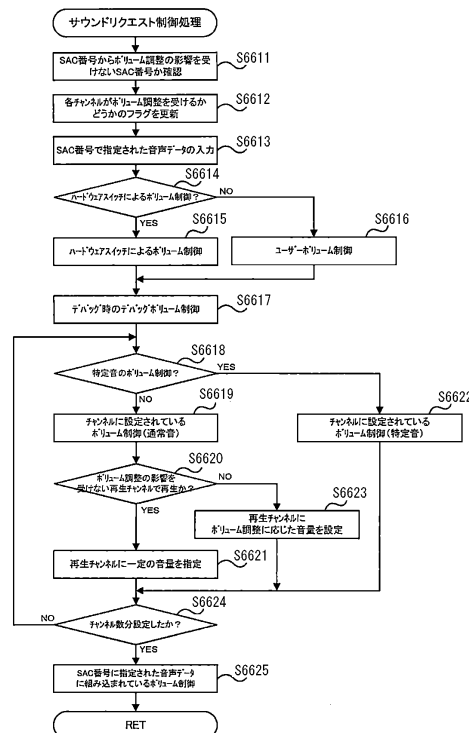 サウンドリクエスト制御処理
SAC番号からボリューム調整の影響を受
けないSAC番号か確認
S6611
各チャンネルがボリューム調整を受けるか
どうかのフラグを更新
S6612
SAC番号で指定された音声データの入力
S6613
S6614
ハードウェアスイッチによるボリューム制御?
NO
YES
S6615
ハードウェアスイッチによるボリューム制御
S6616
ユーザーボリューム制御
S6617
デバッグ時のデバッグボリューム制御
S6618
特定音のボリューム制御?
YES
NO
S6619
チャンネルに設定されている
ボリューム制御(通常音)
S6622
チャンネルに設定されている
ボリューム制御(特定音)
S6620
ボリューム調整の影響を
受けない再生チャンネルで再生か?
NO
YES
S6623
再生チャンネルに
ボリューム調整に応じた音量を設定
S6621
再生チャンネルに一定の音量を指定
S6624
NO
チャンネル数分設定したか?
YES
S6625
SAC番号に指定された音声データ
に組み込まれているボリューム制御
RET